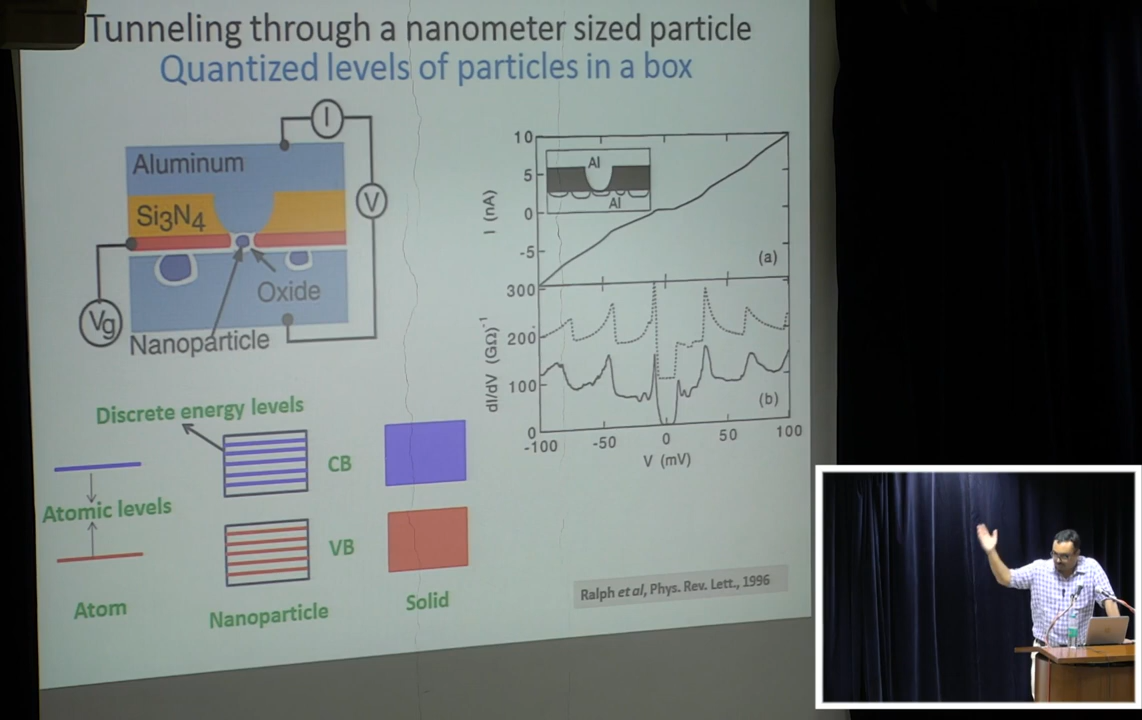 Tunneling through a nanometer sized particle
Quantized levels of particles in a box
I
Aluminum
V
Si3N4
Oxide
Vg
Nanoparticle
10
5
0
-5
I (nA)
Al
Al
(a)
300
200
100
0
dI/dV (GΩ)-1
(b)
-100
-50
0
50
100
V (mV)
Discrete energy levels
CB
Atomic levels
VB
Atom
Nanoparticle
Solid
Ralph et al, Phys. Rev. Lett., 1996